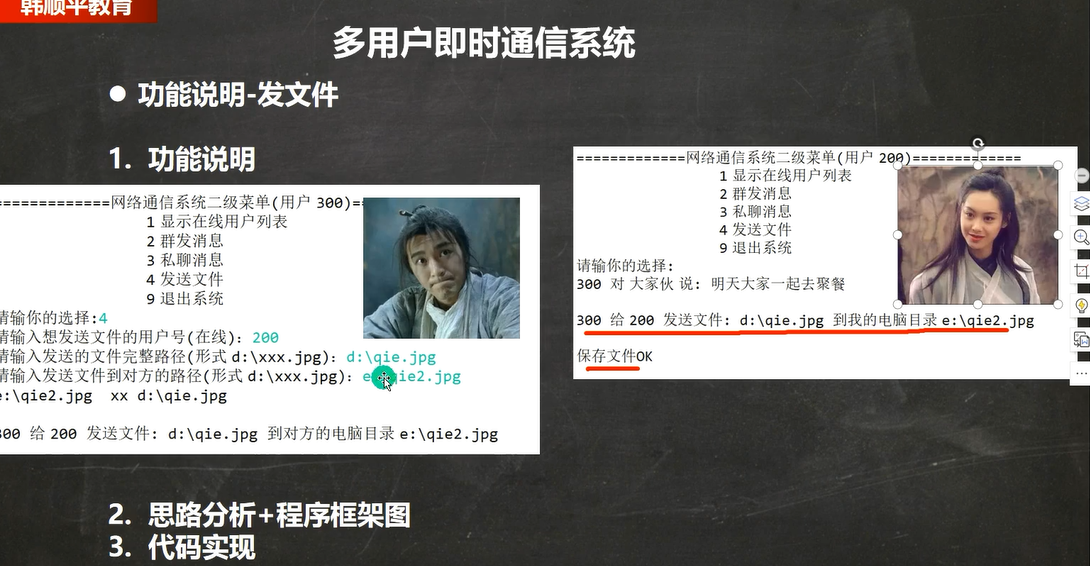 韩顺平教育
多用户即时通信系统
● 功能说明-发文件
1. 功能说明
=============网络通信系统二级菜单(用户 300)=
1 显示在线用户列表
2 群发消息
3 私聊消息
4 发送文件
9 退出系统
请输你的选择:4
请输入想发送文件的用户号(在线): 200
请输入发送的文件完整路径(形式 d:\xxx.jpg): d:\qie.jpg
请输入发送文件到对方的路径(形式 d:\xxx.jpg): e:\qie2.jpg
e:\qie2.jpg xx d:\qie.jpg
300 给 200 发送文件: d:\qie.jpg 到对方的电脑目录 e:\qie2.jpg
=============网络通信系统二级菜单(用户 200)=============
1 显示在线用户列表
2 群发消息
3 私聊消息
4 发送文件
9 退出系统
请输你的选择:
300 对 大家伙 说: 明天大家一起去聚餐
300 给 200 发送文件: d:\qie.jpg 到我的电脑目录 e:\qie2.jpg
保存文件OK
2. 思路分析+程序框架图
3. 代码实现